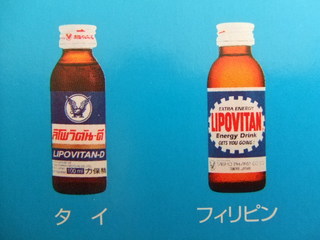 ลิโพวิตัน-ดี
LIPOVITAN-D
100ml
EXTRA ENERGY
LIPOVITAN
Energy Drink
GETS YOU GOING
タイ
フィリピン